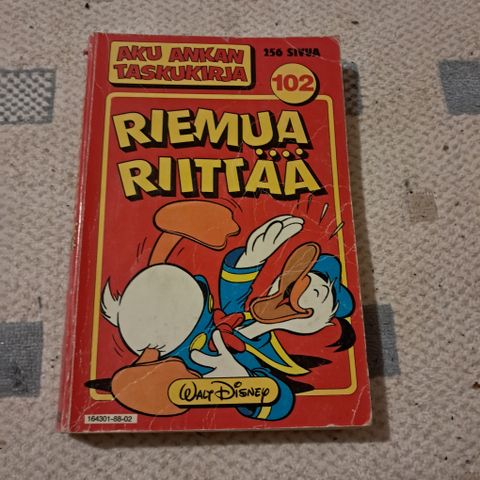 AKU ANKAN
TASKUKIRJA
256 SIVUA
102
RIEMUA
RIITTÄÄ
WALT DISNEY
164301-88-02